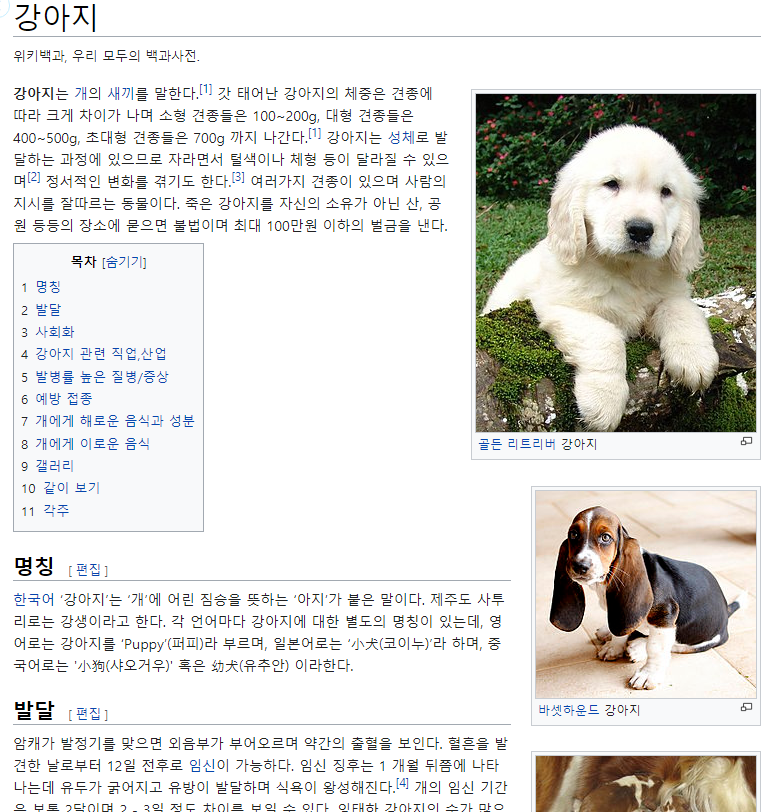 강아지
위키백과, 우리 모두의 백과사전.
강아지는 개의 새끼를 말한다.[1] 갓 태어난 강아지의 체중은 견종에
따라 크게 차이가 나며 소형 견종들은 100~200g, 대형 견종들은
400~500g, 초대형 견종들은 700g 까지 나간다.[1] 강아지는 성체로 발
달하는 과정에 있으므로 자라면서 털색이나 체형 등이 달라질 수 있으
며[2] 정서적인 변화를 겪기도 한다.[3] 여러가지 견종이 있으며 사람의
지시를 잘따르는 동물이다. 죽은 강아지를 자신의 소유가 아닌 산, 공
원 등등의 장소에 묻으면 불법이며 최대 100만원 이하의 벌금을 낸다.
골든 리트리버 강아지
목차 [숨기기]
1 명칭
2 발달
3 사회화
4 강아지 관련 직업,산업
5 발병률 높은 질병/증상
6 예방 접종
7 개에게 해로운 음식과 성분
8 개에게 이로운 음식
9 갤러리
10 같이 보기
11 각주
명칭 [ 편집 ]
한국어 ‘강아지’는 ‘개’에 어린 짐승을 뜻하는 ‘아지’가 붙은 말이다. 제주도 사투
리로는 강생이라고 한다. 각 언어마다 강아지에 대한 별도의 명칭이 있는데, 영
어로는 강아지를 ‘Puppy’(퍼피)라 부르며, 일본어로는 ‘小犬(코이누)’라 하며, 중
국어로는 ‘小狗(샤오거우)’ 혹은 幼犬(유추안) 이라한다.
바셋하운드 강아지
발달 [ 편집 ]
암캐가 발정기를 맞으면 외음부가 부어오르며 약간의 출혈을 보인다. 혈흔을 발
견한 날로부터 12일 전후로 임신이 가능하다. 임신 징후는 1 개월 뒤쯤에 나타
나는데 유두가 굵어지고 유방이 발달하며 식욕이 왕성해진다.[4] 개의 임신 기간
은 보통 2달이며 2 - 3일 정도 차이를 보일 수 있다. 잉태한 강아지의 수가 많으